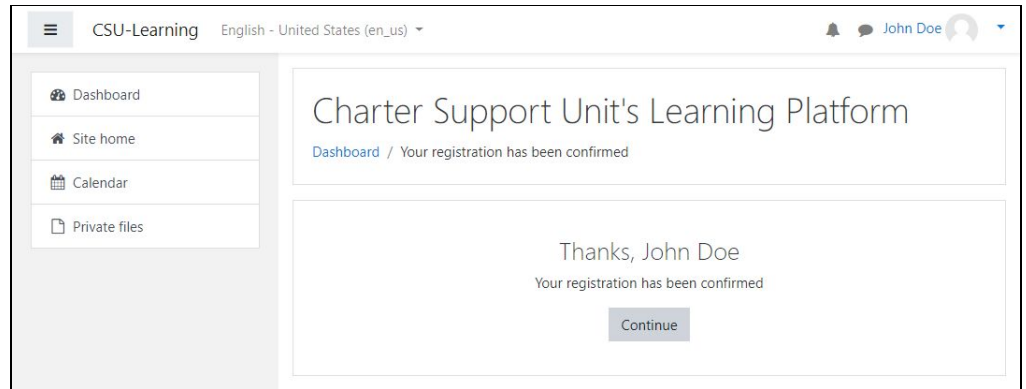 CSU-Learning English - United States (en_us) John Doe
Dashboard
Site home
Calendar
Private files
Charter Support Unit's Learning Platform
Dashboard / Your registration has been confirmed
Thanks, John Doe
Your registration has been confirmed
Continue